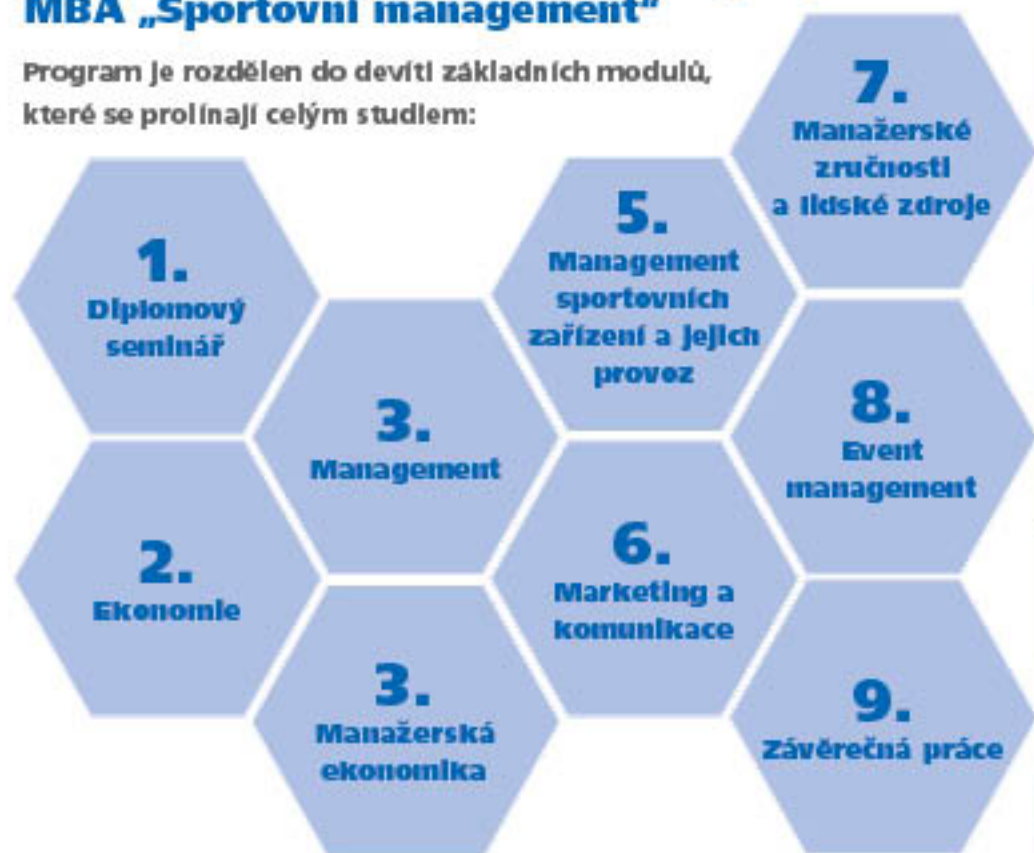 MBA „Sportovní management“
Program je rozdělen do devíti základních modulů,
které se prolínají celým studiem:
1.
Diplomový
seminář
2.
Ekonomie
3.
Management
3.
Manažerská
ekonomika
5.
Management
sportovních
zařízení a jejich
provoz
6.
Marketing a
komunikace
7.
Manažerské
zručnosti
a lidské zdroje
8.
Event
management
9.
Závěrečná práce